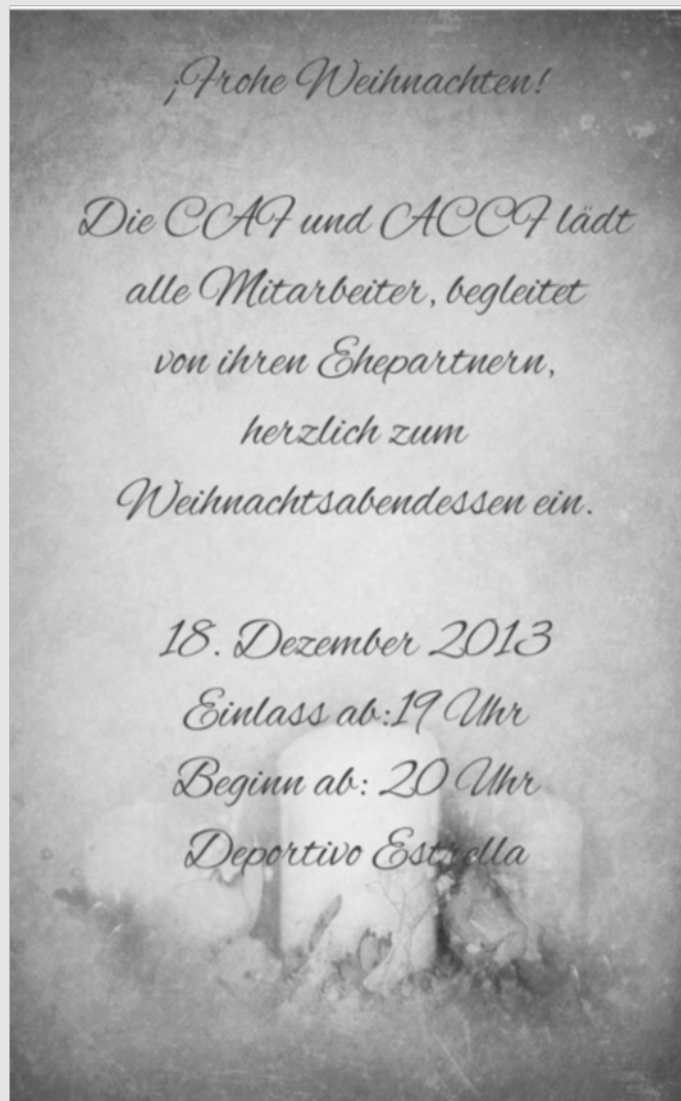 ¡Frohe Weihnachten!
Die CAF und ACCF lädt
alle Mitarbeiter, begleitet
von ihren Ehepartnern,
herzlich zum
Weihnachtsabendessen ein.
18. Dezember 2013
Einlass ab:19 Uhr
Beginn ab: 20 Uhr
Deportivo Estrella